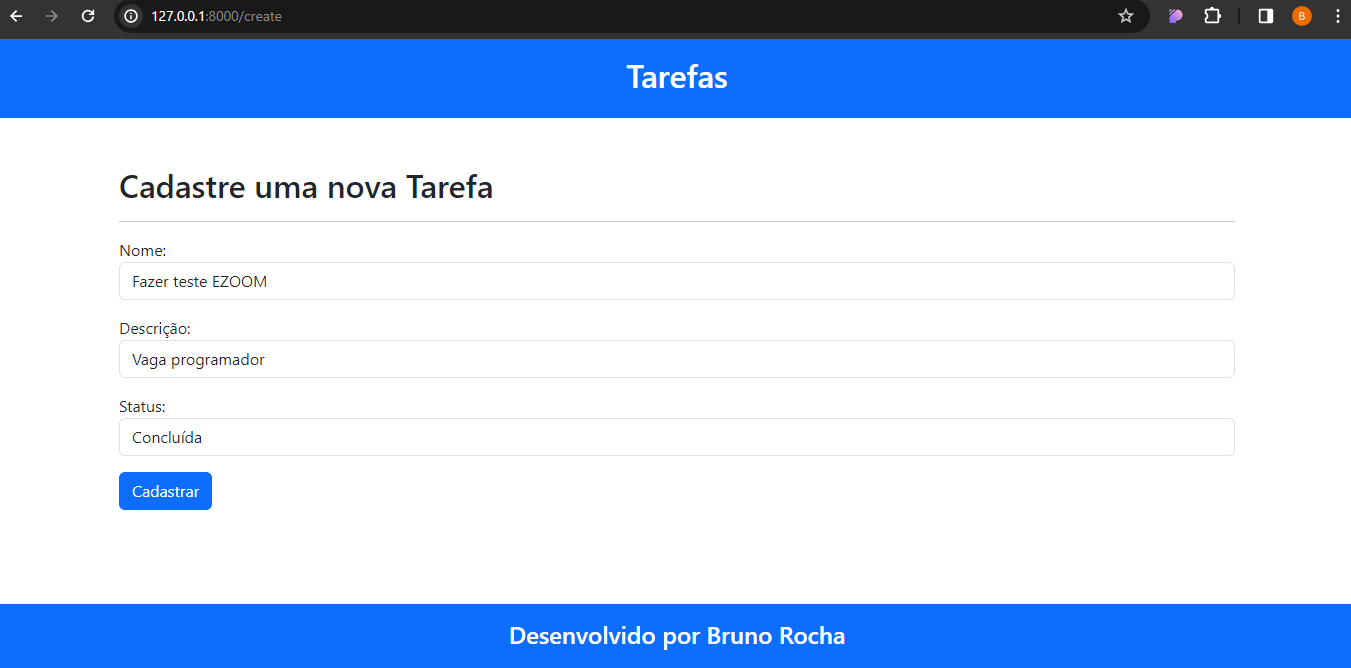 127.0.0.1:8000/create
B
Tarefas
Cadastre uma nova Tarefa
Nome:
Fazer teste EZOOM
Descrição:
Vaga programador
Status:
Concluída
Cadastrar
Desenvolvido por Bruno Rocha